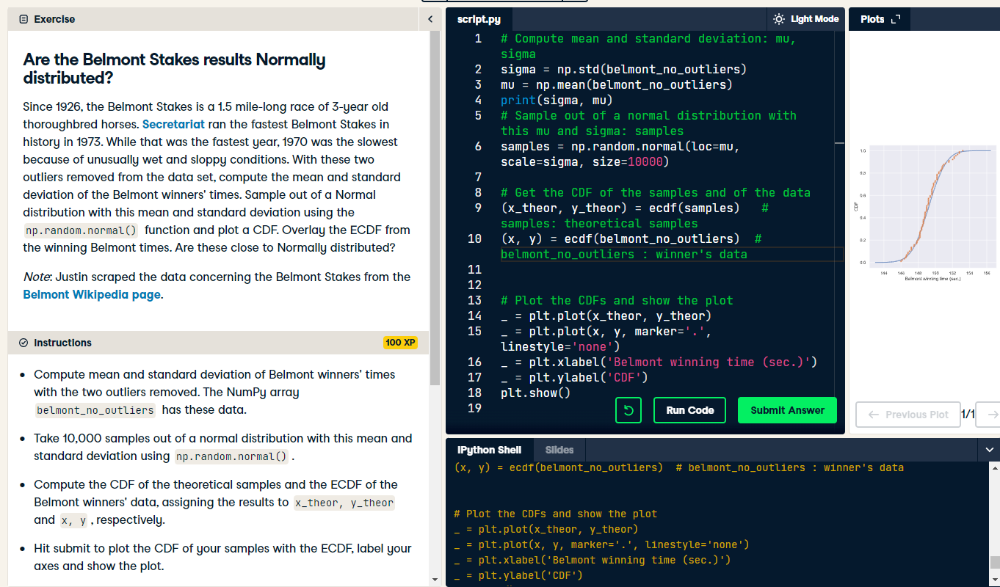 Exercise
Are the Belmont Stakes results Normally
distributed?
Since 1926, the Belmont Stakes is a 1.5 mile-long race of 3-year old
thoroughbred horses. Secretariat ran the fastest Belmont Stakes in
history in 1973. While that was the fastest year, 1970 was the slowest
because of unusually wet and sloppy conditions. With these two
outliers removed from the data set, compute the mean and standard
deviation of the Belmont winners' times. Sample out of a Normal
distribution with this mean and standard deviation using the
np.random.normal() function and plot a CDF. Overlay the ECDF from
the winning Belmont times. Are these close to Normally distributed?
Note: Justin scraped the data concerning the Belmont Stakes from the
Belmont Wikipedia page.
Instructions
100 XP
Compute mean and standard deviation of Belmont winners' times
with the two outliers removed. The NumPy array
belmont_no_outliers has these data.
Take 10,000 samples out of a normal distribution with this mean and
standard deviation using np.random.normal() .
Compute the CDF of the theoretical samples and the ECDF of the
Belmont winners' data, assigning the results to x_theor, y_theor
and x, y , respectively.
Hit submit to plot the CDF of your samples with the ECDF, label your
axes and show the plot.
script.py
Light Mode
1 # Compute mean and standard deviation: mu,
sigma
2 sigma = np.std(belmont_no_outliers)
3 mu = np.mean(belmont_no_outliers)
4 print(sigma, mu)
5 # Sample out of a normal distribution with
this mu and sigma: samples
6 samples = np.random.normal(loc=mu,
scale=sigma, size=10000)
7
8 # Get the CDF of the samples and of the data
9 (x_theor, y_theor) = ecdf(samples) #
samples: theoretical samples
10 (x, y) = ecdf(belmont_no_outliers) #
belmont_no_outliers : winner's data
11
12
13 # Plot the CDFs and show the plot
14 _ = plt.plot(x_theor, y_theor)
15 _ = plt.plot(x, y, marker='.',
linestyle='none')
16 _ = plt.xlabel('Belmont winning time (sec.)')
17 _ = plt.ylabel('CDF')
18 plt.show()
19
Run Code
Submit Answer
IPython Shell
Slides
(x, y) = ecdf(belmont_no_outliers) # belmont_no_outliers : winner's data
# Plot the CDFs and show the plot
_ = plt.plot(x_theor, y_theor)
_ = plt.plot(x, y, marker='.', linestyle='none')
_ = plt.xlabel('Belmont winning time (sec.)')
_ = plt.ylabel('CDF')
Plots
1.0
0.8
0.6
0.4
0.2
0.0
CDF
144 146 148 150 152 154 156
Belmont winning time (sec.)
Previous Plot
1/1